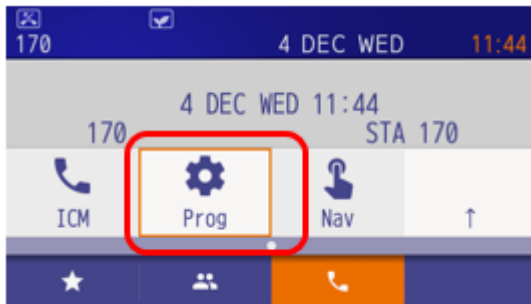 170 4 DEC WED 11:44
4 DEC WED 11:44
170 STA 170
ICM Prog Nav ↑